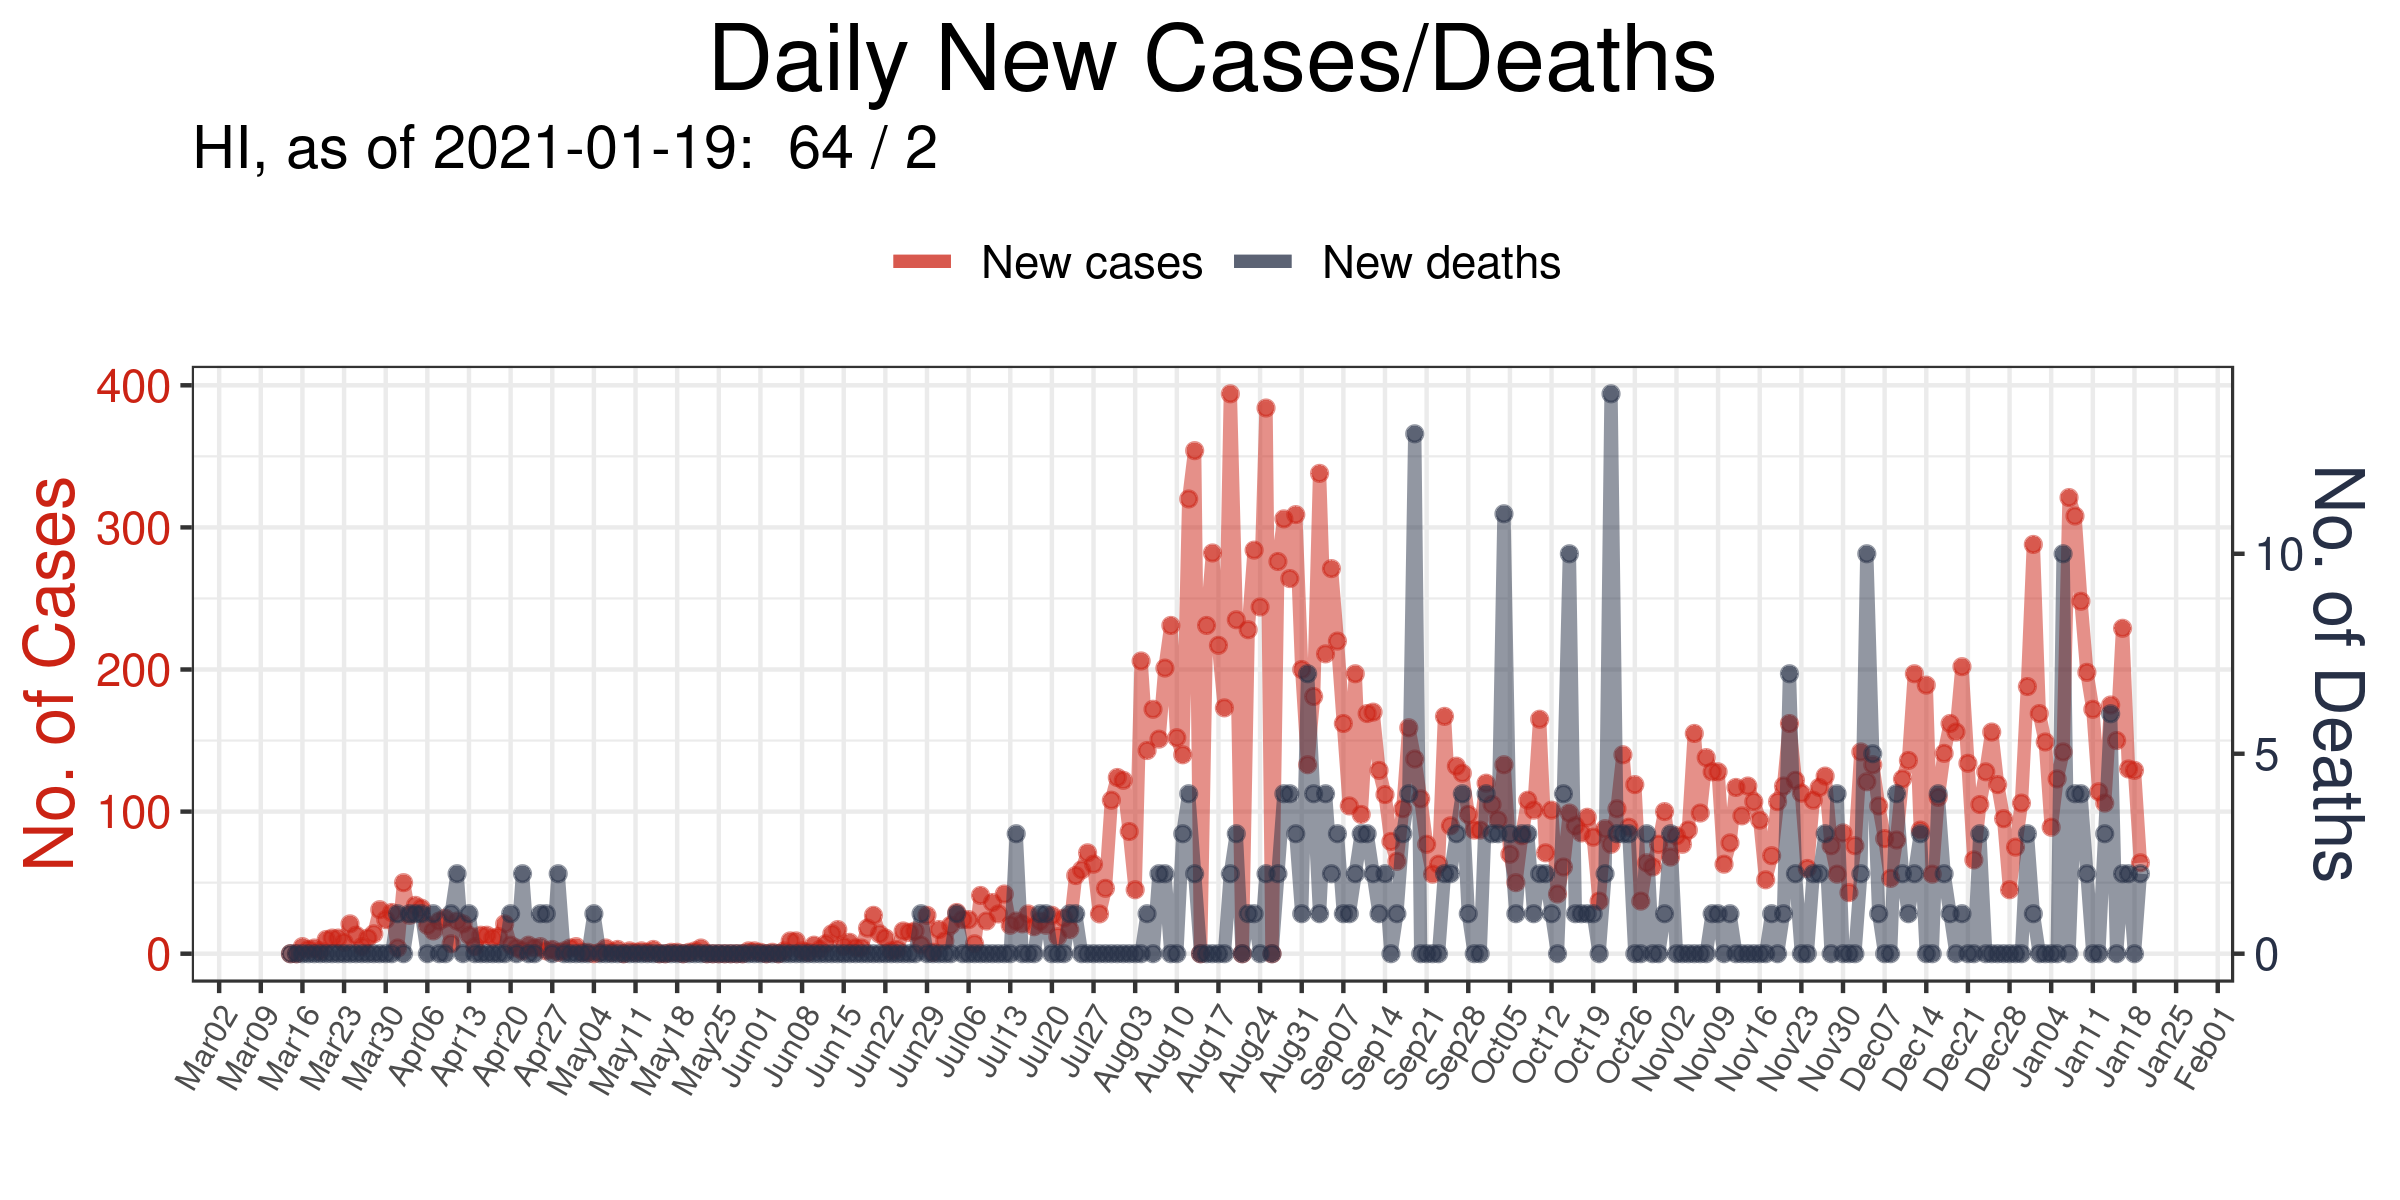 Daily New Cases/Deaths
HI, as of 2021-01-19:  64 / 2
New cases
New deaths
No. of Cases
400
300
200
100
0
No. of Deaths
10
5
0
Mar02
Mar09
Mar16
Mar23
Mar30
Apr06
Apr13
Apr20
Apr27
May04
May11
May18
May25
Jun01
Jun08
Jun15
Jun22
Jun29
Jul06
Jul13
Jul20
Jul27
Aug03
Aug10
Aug17
Aug24
Aug31
Sep07
Sep14
Sep21
Sep28
Oct05
Oct12
Oct19
Oct26
Nov02
Nov09
Nov16
Nov23
Nov30
Dec07
Dec14
Dec21
Dec28
Jan04
Jan11
Jan18
Jan25
Feb01